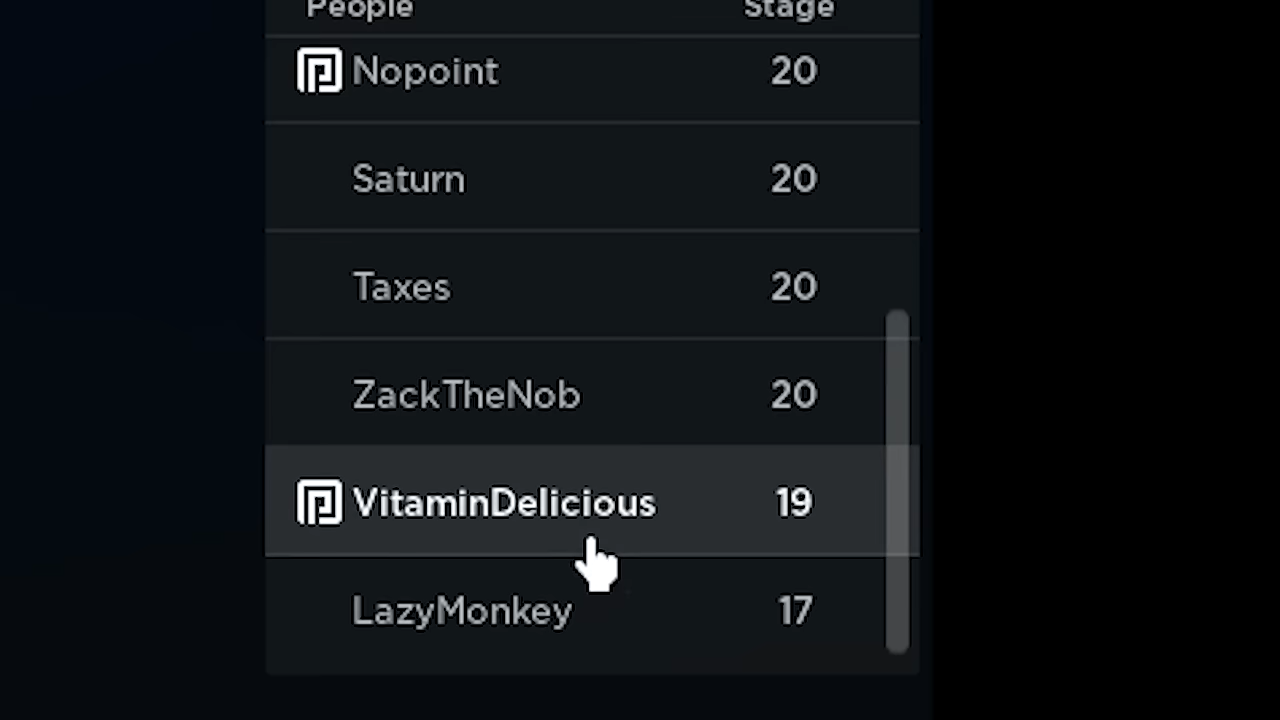 People Stage
Nopoint 20
Saturn 20
Taxes 20
ZackTheNob 20
VitaminDelicious 19
LazyMonkey 17